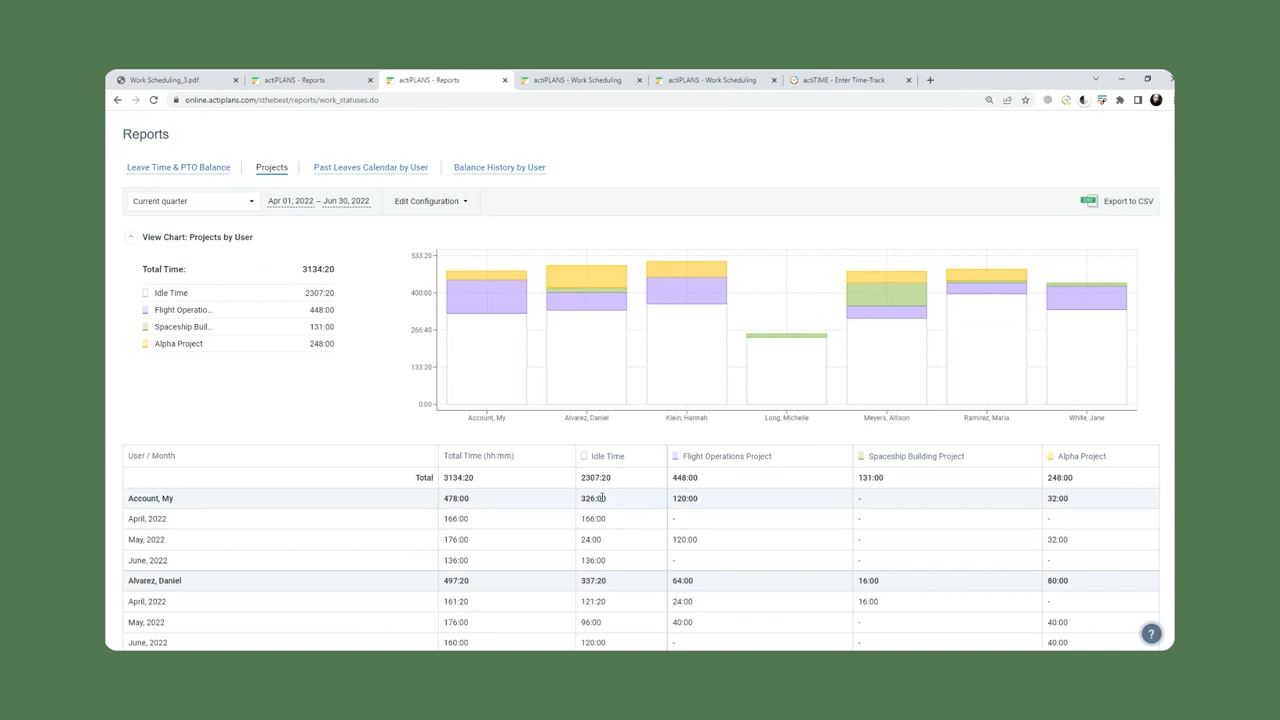 Work Scheduling_3.pdf actiPLANS - Reports actiPLANS - Reports actiPLANS - Work Scheduling actiPLANS - Work Scheduling actiTIME - Enter Time-Track
online.actiplans.com/sthebest/reports/work_statuses.do
Reports
Leave Time & PTO Balance Projects Past Leaves Calendar by User Balance History by User
Current quarter Apr 01, 2022 – Jun 30, 2022 Edit Configuration CSV Export to CSV
View Chart: Projects by User
Total Time: 3134:20
Idle Time 2307:20
Flight Operatio... 448:00
Spaceship Buil... 131:00
Alpha Project 248:00
533:20
400:00
266:40
133:20
0:00
Account, My Alvarez, Daniel Klein, Hannah Long, Michelle Meyers, Allison Ramirez, Maria White, Jane
User / Month Total Time (hh:mm) Idle Time Flight Operations Project Spaceship Building Project Alpha Project
Total 3134:20 2307:20 448:00 131:00 248:00
Account, My 478:00 326:00 120:00 - 32:00
April, 2022 166:00 166:00 - - -
May, 2022 176:00 24:00 120:00 - 32:00
June, 2022 136:00 136:00 - - -
Alvarez, Daniel 497:20 337:20 64:00 16:00 80:00
April, 2022 161:20 121:20 24:00 16:00 -
May, 2022 176:00 96:00 40:00 - 40:00
June, 2022 160:00 120:00 - - 40:00
?